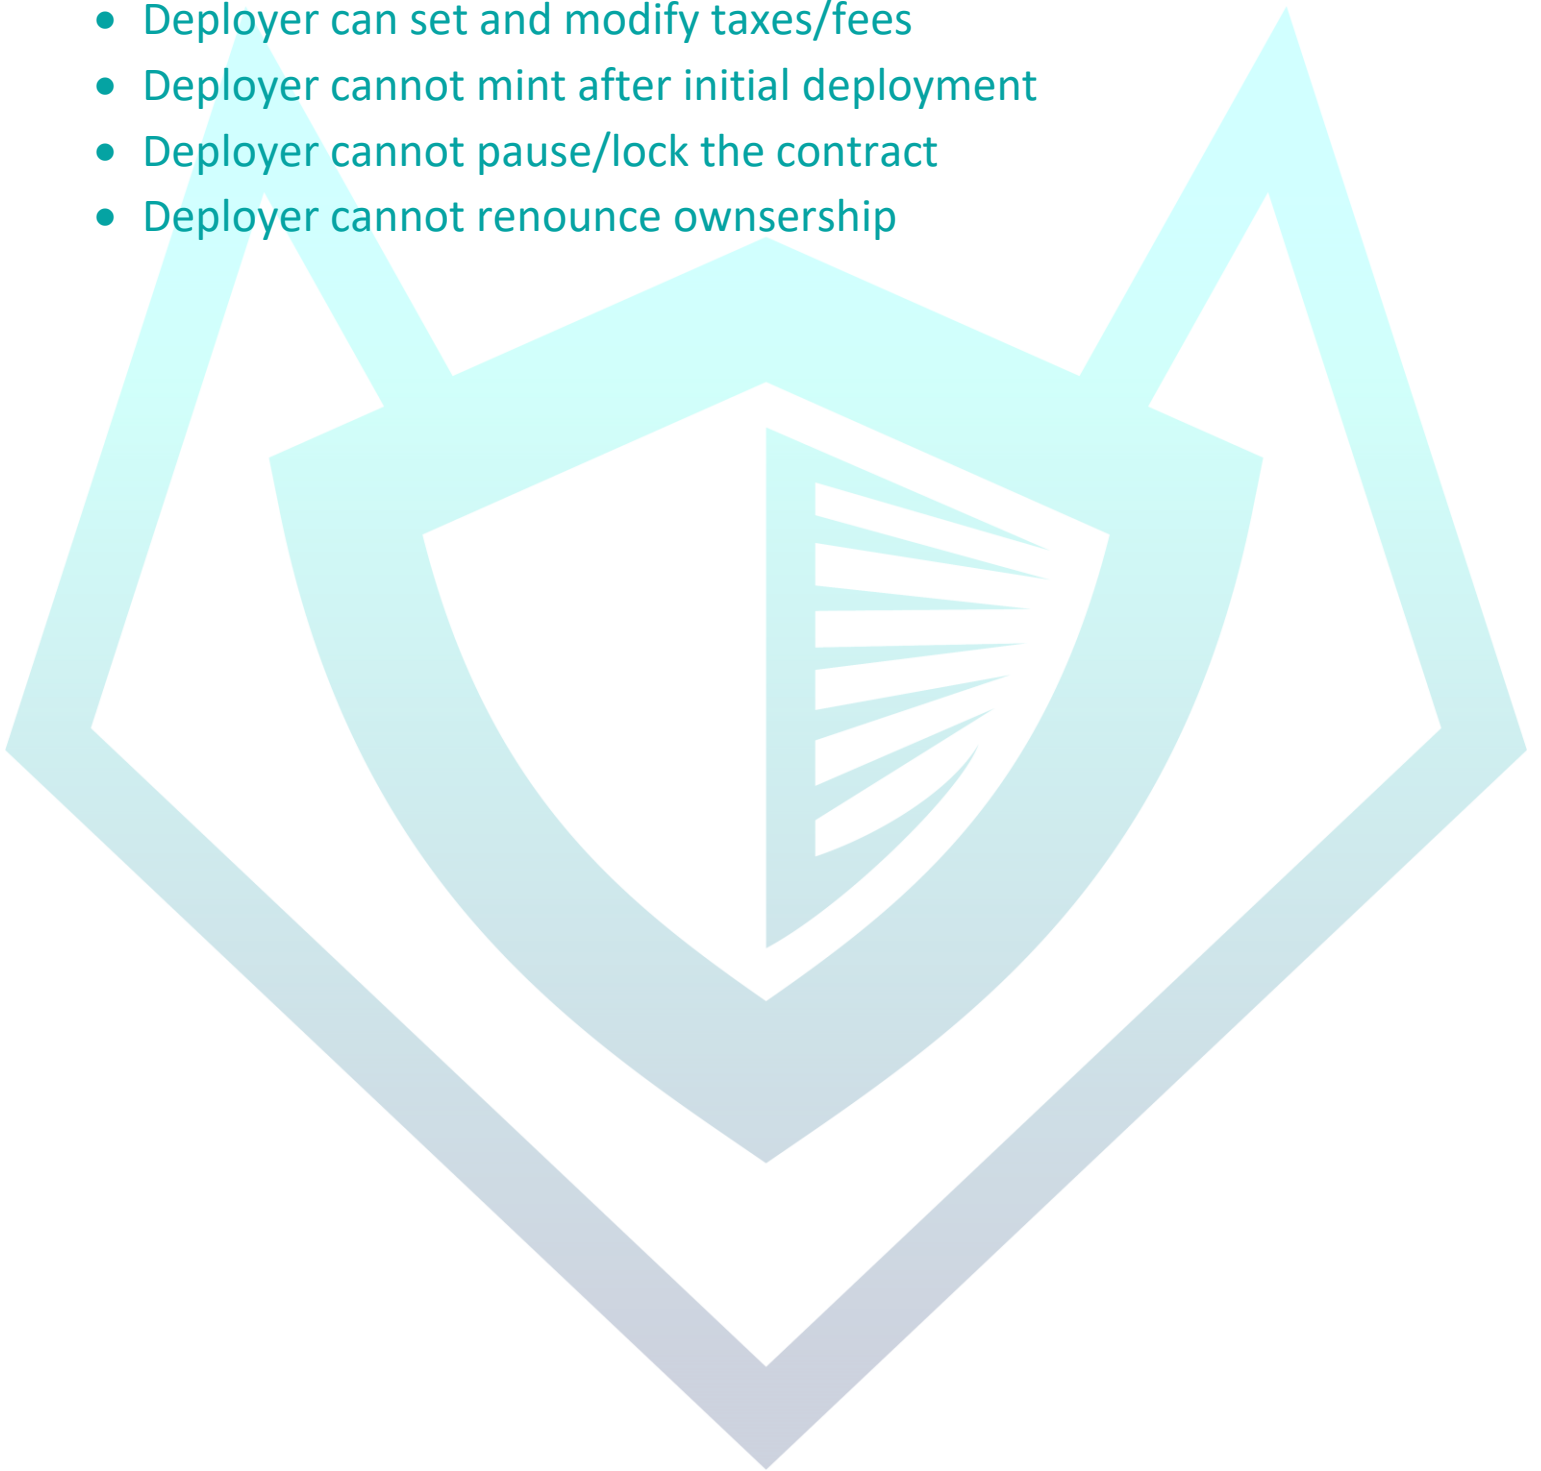 • Deployer can set and modify taxes/fees
• Deployer cannot mint after initial deployment
• Deployer cannot pause/lock the contract
• Deployer cannot renounce ownsership